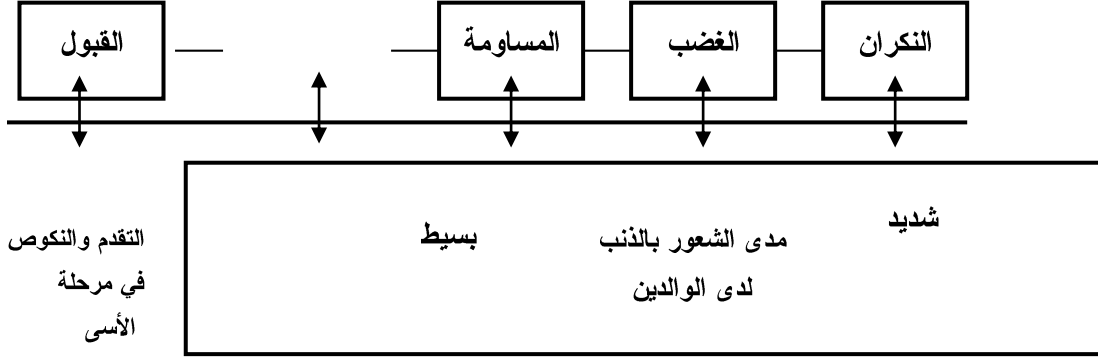 النكران
الغضب
المساومة
القبول
شديد
مدى الشعور بالذنب
لدى الوالدين
بسيط
التقدم والنكوص
في مرحلة
الأسى